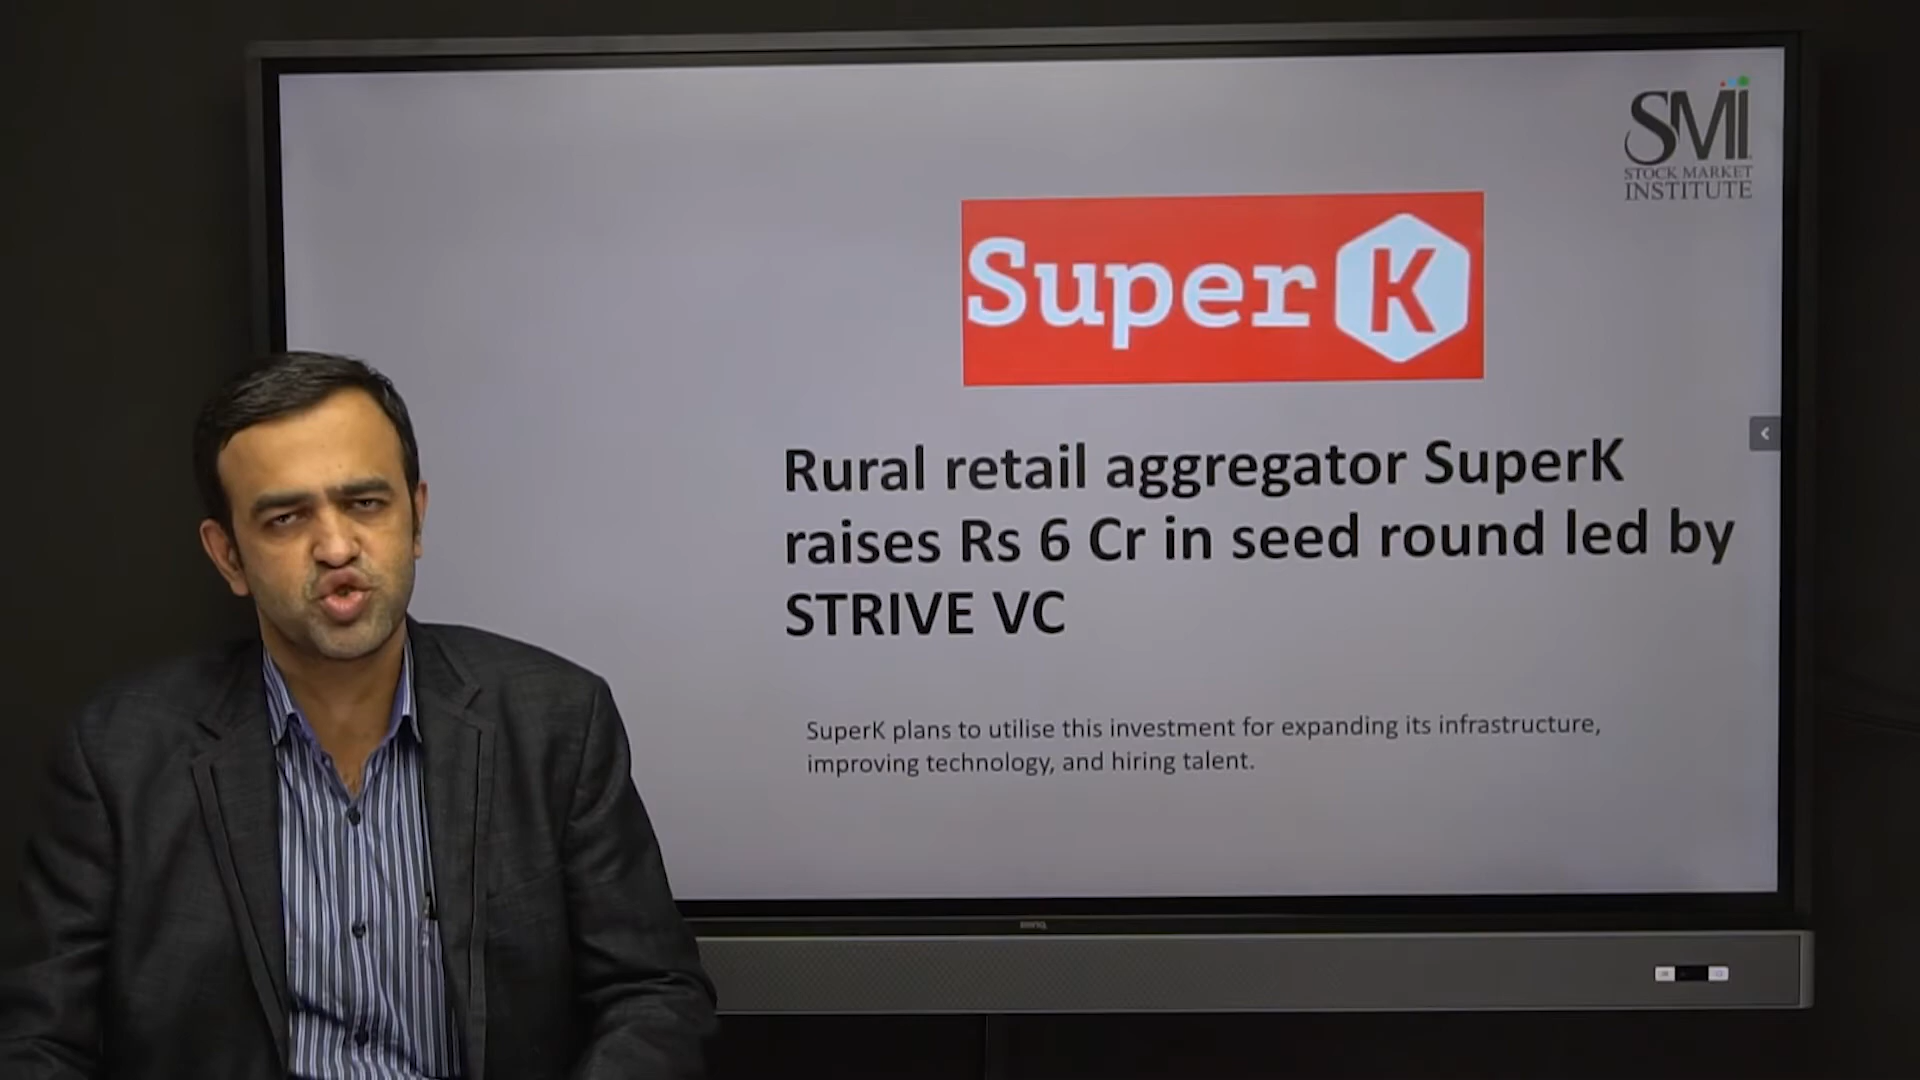 SMI
STOCK MARKET
INSTITUTE
Super K
Rural retail aggregator SuperK
raises Rs 6 Cr in seed round led by
STRIVE VC
SuperK plans to utilise this investment for expanding its infrastructure,
improving technology, and hiring talent.
BenQ